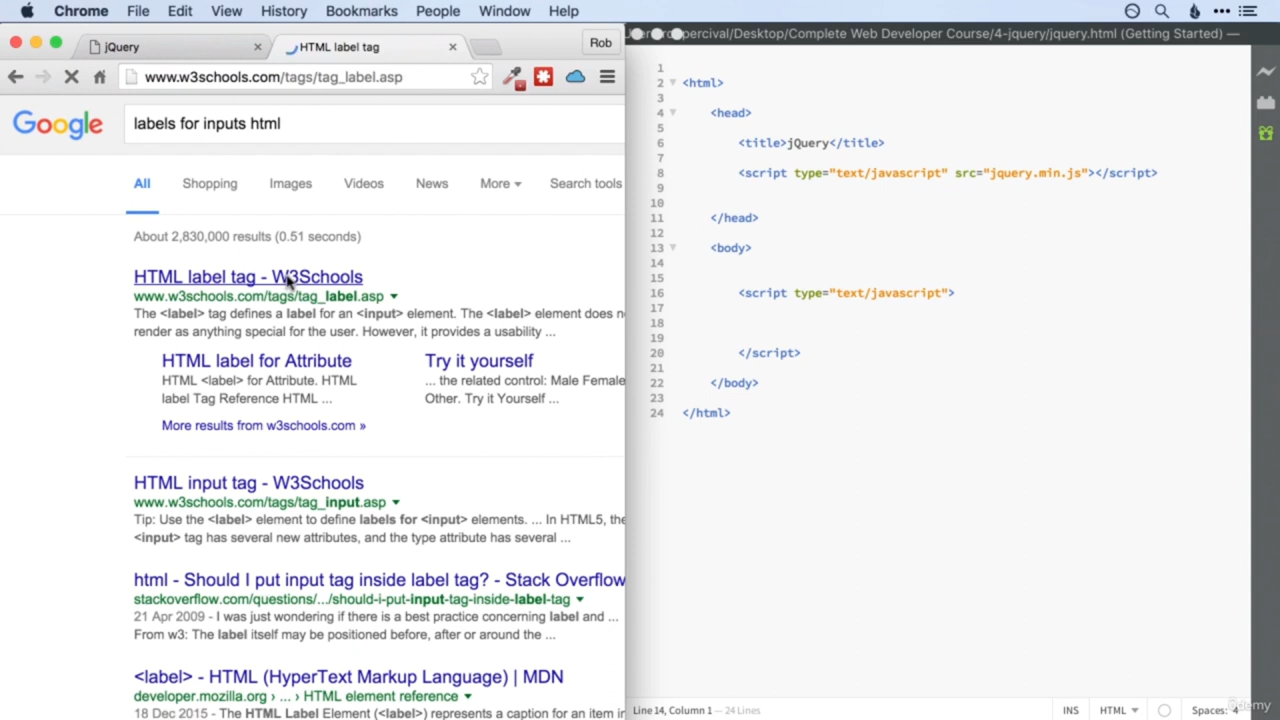 Chrome File Edit View History Bookmarks People Window Help
jQuery
HTML label tag
Rob
www.w3schools.com/tags/tag_label.asp
Google
labels for inputs html
All Shopping Images Videos News More Search tools
About 2,830,000 results (0.51 seconds)
HTML label tag - W3Schools
www.w3schools.com/tags/tag_label.asp
The <label> tag defines a label for an <input> element. The <label> element does n
render as anything special for the user. However, it provides a usability ...
HTML label for Attribute
HTML <label> for Attribute. HTML
label Tag Reference HTML ...
Try it yourself
... the related control: Male Female
Other. Try it Yourself ...
More results from w3schools.com »
HTML input tag - W3Schools
www.w3schools.com/tags/tag_input.asp
Tip: Use the <label> element to define labels for <input> elements. ... In HTML5, the
<input> tag has several new attributes, and the type attribute has several ...
html - Should I put input tag inside label tag? - Stack Overflow
stackoverflow.com/questions/.../should-i-put-input-tag-inside-label-tag
21 Apr 2009 - I was just wondering if there is a best practice concerning label and ...
From w3: The label itself may be positioned before, after or around the ...
<label> - HTML (HyperText Markup Language) | MDN
developer.mozilla.org › ... › HTML element reference
18 Dec 2015 - The HTML Label Element (<label>) represents a caption for an item in
percival/Desktop/Complete Web Developer Course/4-jquery/jquery.html (Getting Started) —
1
2 <html>
3
4 <head>
5
6 <title>jQuery</title>
7
8 <script type="text/javascript" src="jquery.min.js"></script>
9
10
11 </head>
12
13 <body>
14
15
16 <script type="text/javascript">
17
18
19
20 </script>
21
22 </body>
23
24 </html>
Line 14, Column 1 — 24 Lines
INS HTML Spaces: 4
ûdemy